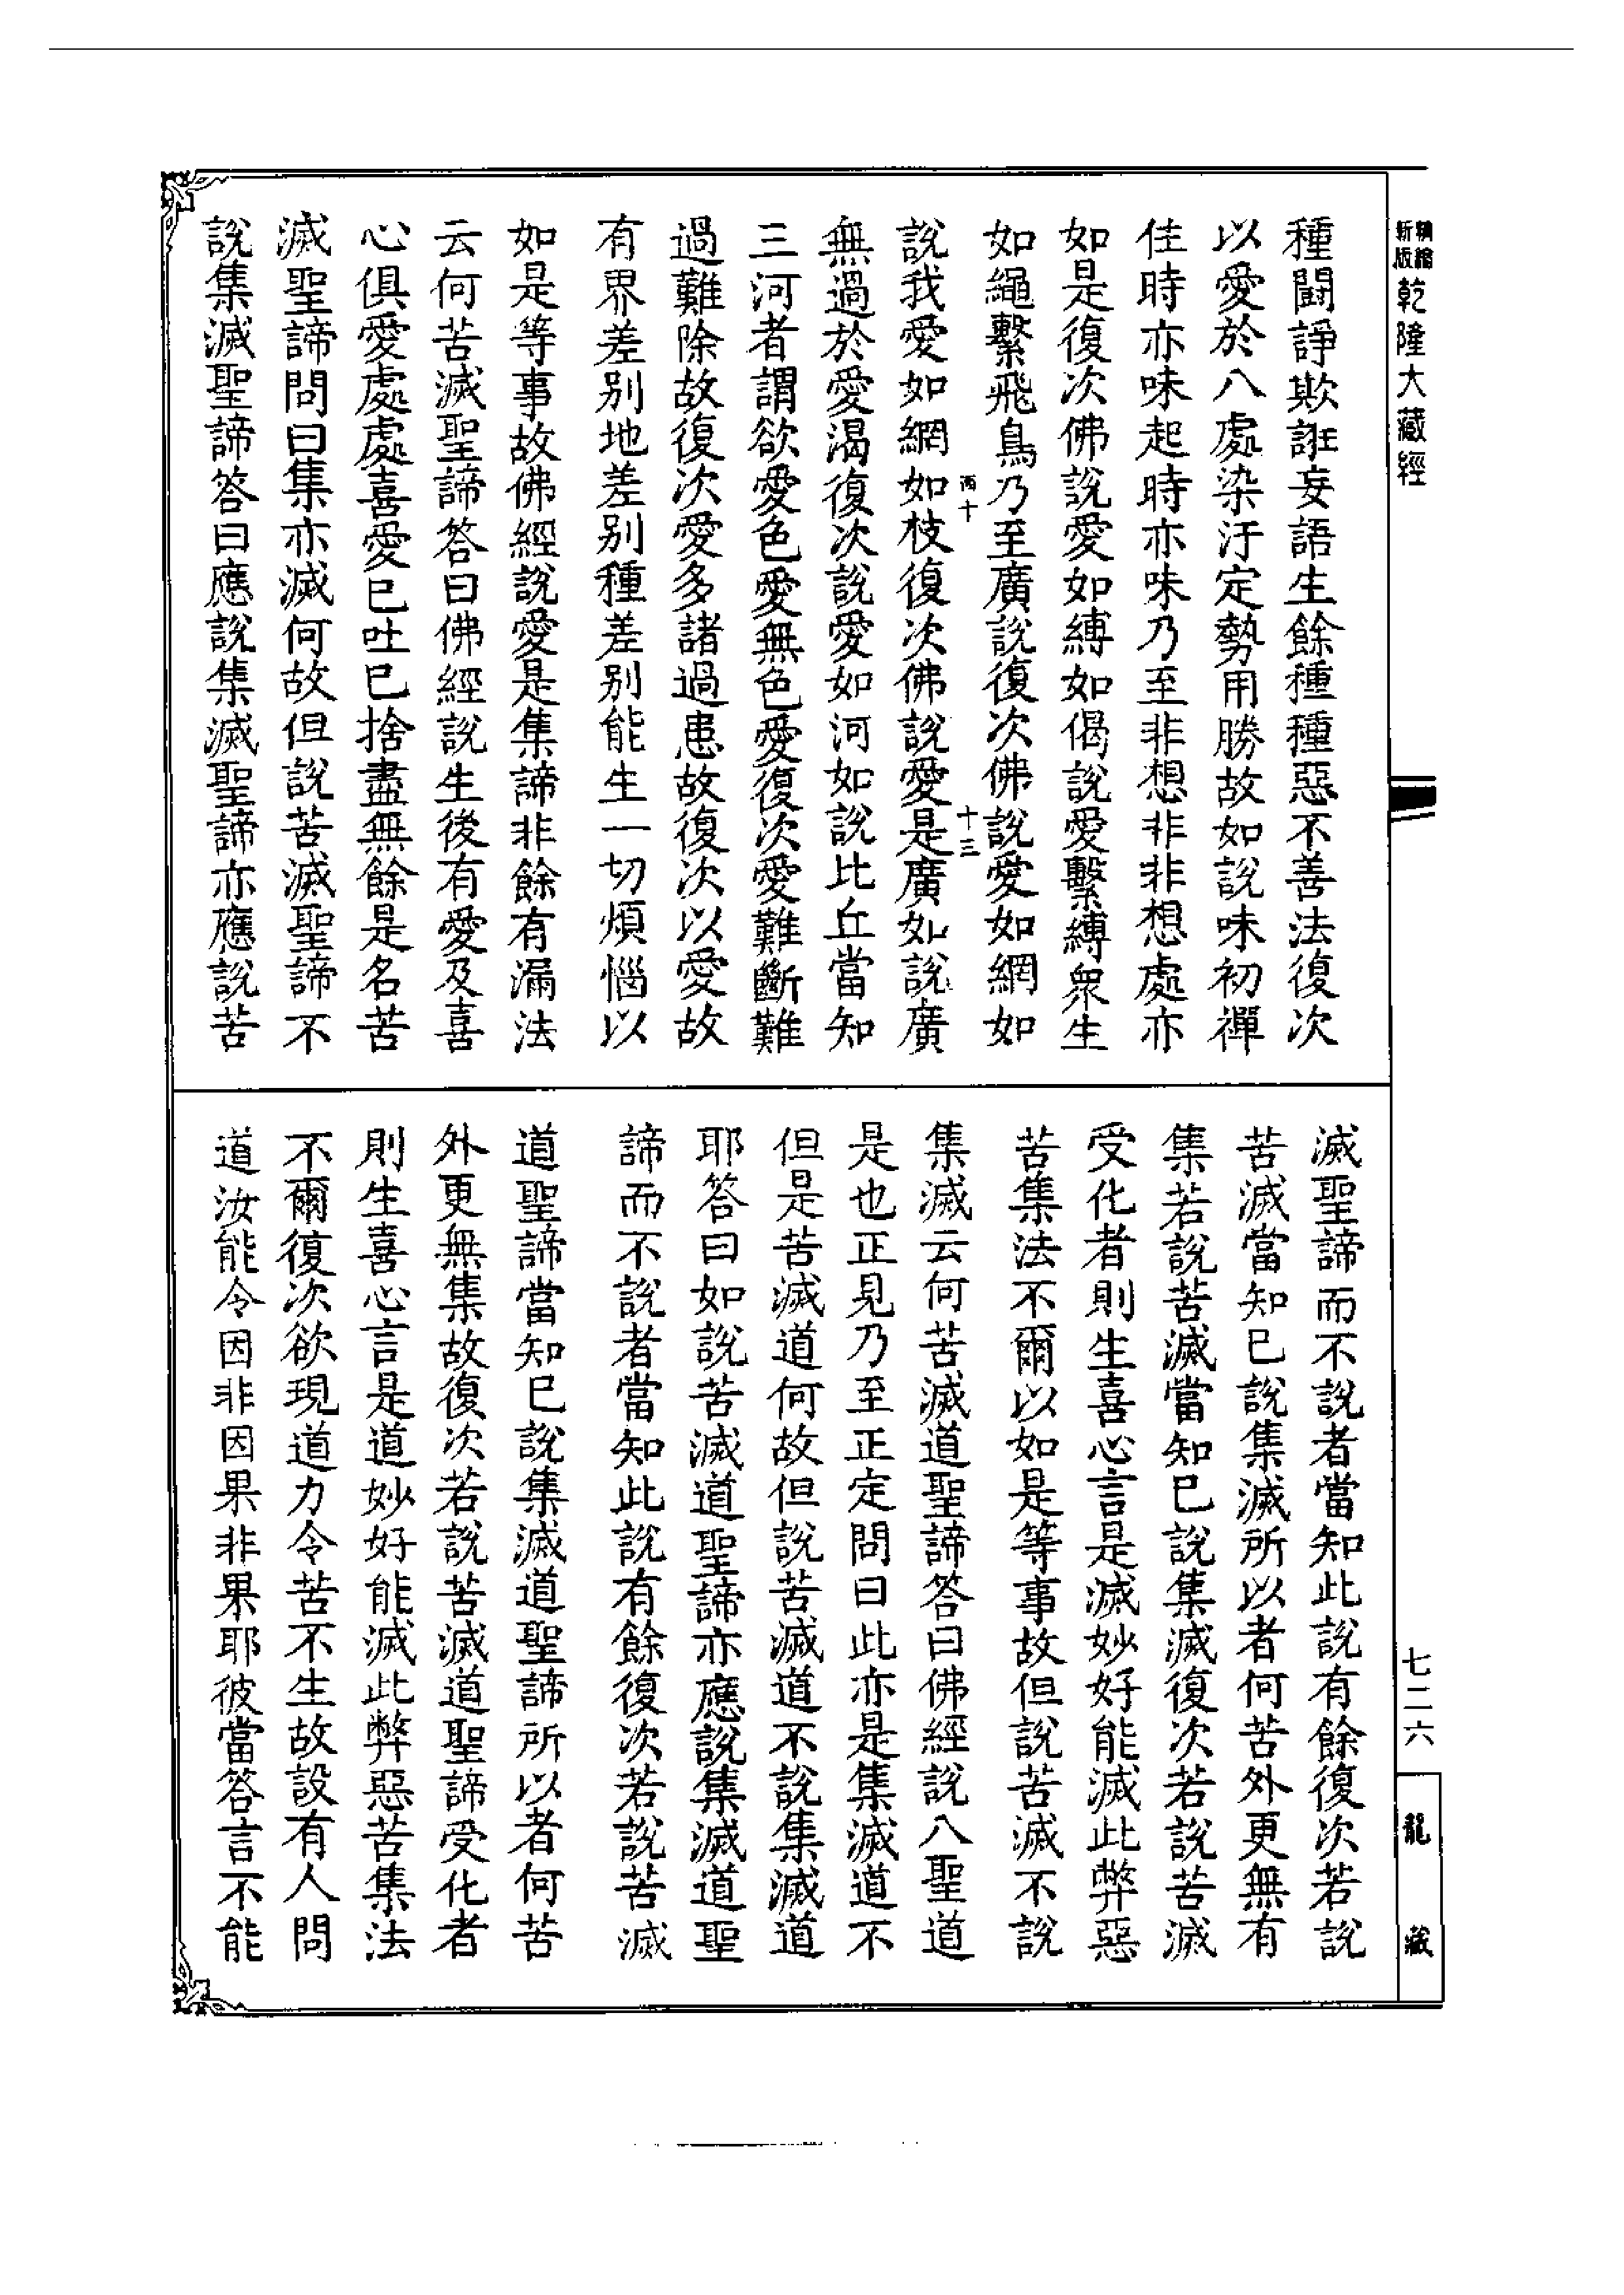 精縮新版乾隆大藏經
種鬪諍欺誑妄語生餘種種惡不善法復次
以愛於八處染汙定勢用勝故如說味初禪
住時亦味起時亦味乃至非想非非想處亦
如是復次佛說愛如縛如偈說愛繫縛衆生
如繩繫飛鳥乃至廣說復次佛說愛如網如
丙十
十三
說我愛如網如枝復次佛說愛是廣如說廣
無過於愛渴復次說愛如河如說比丘當知
三河者謂欲愛色愛無色愛復次愛難斷難
過難除故復次愛多諸過患故復次以愛故
有界差別地差別種差別能生一切煩惱以
如是等事故佛經說愛是集諦非餘有漏法
云何苦滅聖諦答曰佛經說生後有愛及喜
心俱愛處處喜愛已吐已捨盡無餘是名苦
滅聖諦問曰集亦滅何故但說苦滅聖諦不
說集滅聖諦答曰應說集滅聖諦亦應說苦
滅聖諦而不說者當知此說有餘復次若說
苦滅當知已說集滅所以者何苦外更無有
集若說苦滅當知已說集滅復次若說苦滅
受化者則生喜心言是滅妙好能滅此弊惡
苦集法不爾以如是等事故但說苦滅不說
集滅云何苦滅道聖諦答曰佛經說八聖道
是也正見乃至正定問曰此亦是集滅道不
但是苦滅道何故但說苦滅道不說集滅道
耶答曰如說苦滅道聖諦亦應說集滅道聖
諦而不說者當知此說有餘復次若說苦滅
道聖諦當知已說集滅道聖諦所以者何苦
外更無集故復次若說苦滅道聖諦受化者
則生喜心言是道妙好能滅此弊惡苦集法
不爾復次欲現道力令苦不生故設有人問
道汝能令因非因果非果耶彼當答言不能
七二六
龍藏